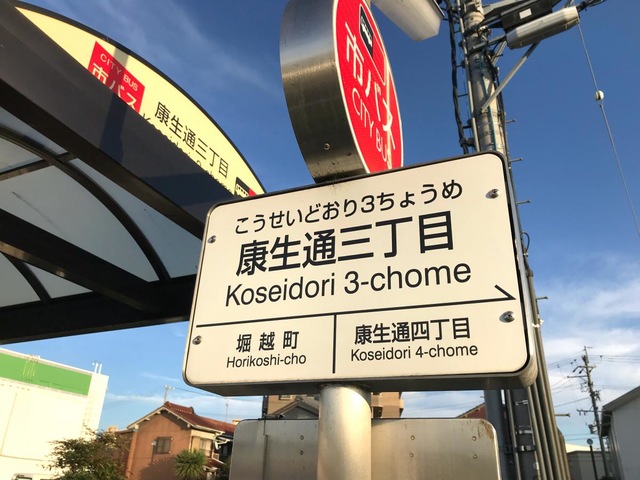 CITY BUS
市バス
康生通三丁目
市バス
CITY BUS
こうせいどおり3ちょうめ
康生通三丁目
Koseidori 3-chome
堀越町
Horikoshi-cho
康生通四丁目
Koseidori 4-chome